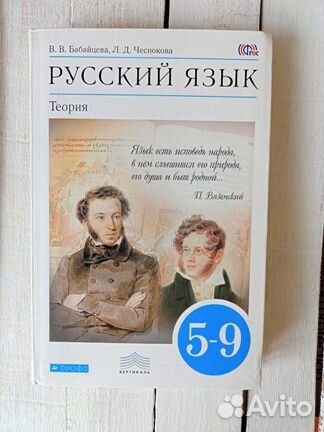 В. В. Бабайцева, Л. Д. Чеснокова
ФГОС
РУССКИЙ ЯЗЫК
Теория
Язык есть исповедь народа,
в нём слышится его природа,
его душа и быт родной...
П. Вяземский
5-9
дрофа
ВЕРТИКАЛЬ
Avito